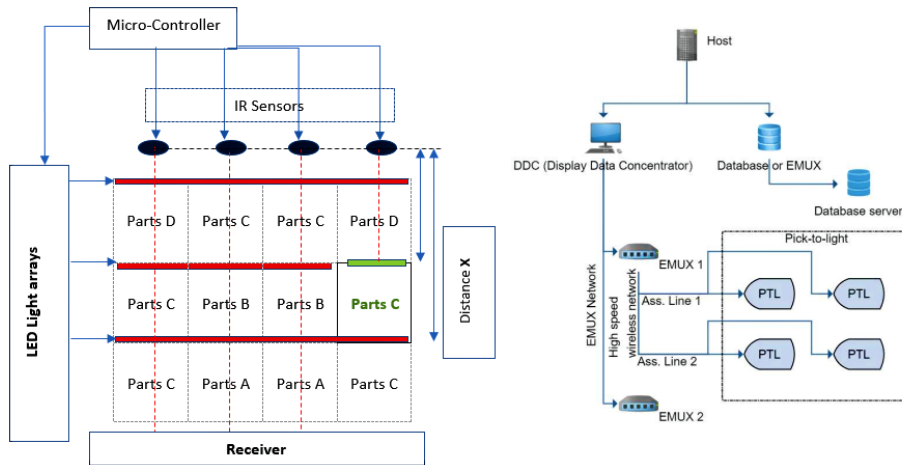 Micro-Controller
IR Sensors
LED Light arrays
Parts D
Parts C
Parts C
Parts D
Parts C
Parts B
Parts B
Parts C
Parts C
Parts A
Parts A
Parts C
Distance X
Receiver
Host
DDC (Display Data Concentrator)
Database or EMUX
Database server
Pick-to-light
EMUX 1
EMUX Network
High speed
wireless network
Ass. Line 1
PTL
PTL
Ass. Line 2
PTL
PTL
EMUX 2